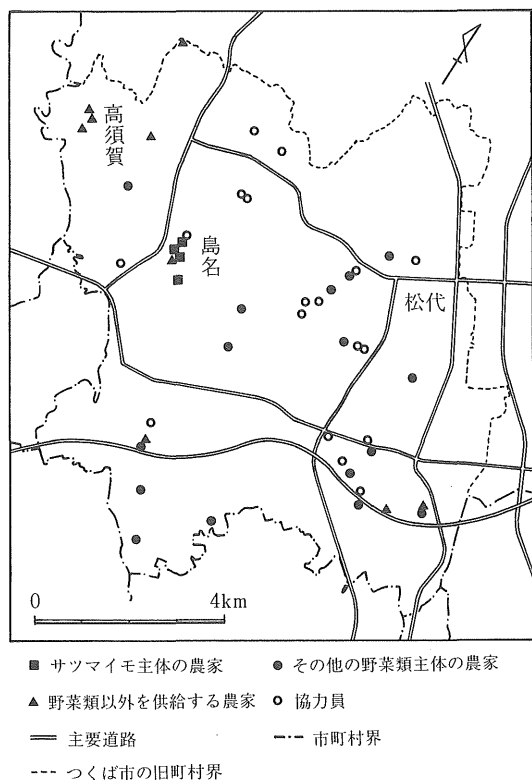 高須賀
島名
松代
0 4km
サツマイモ主体の農家 その他の野菜類主体の農家
野菜類以外を供給する農家 協力員
主要道路 市町村界
つくば市の旧町村界